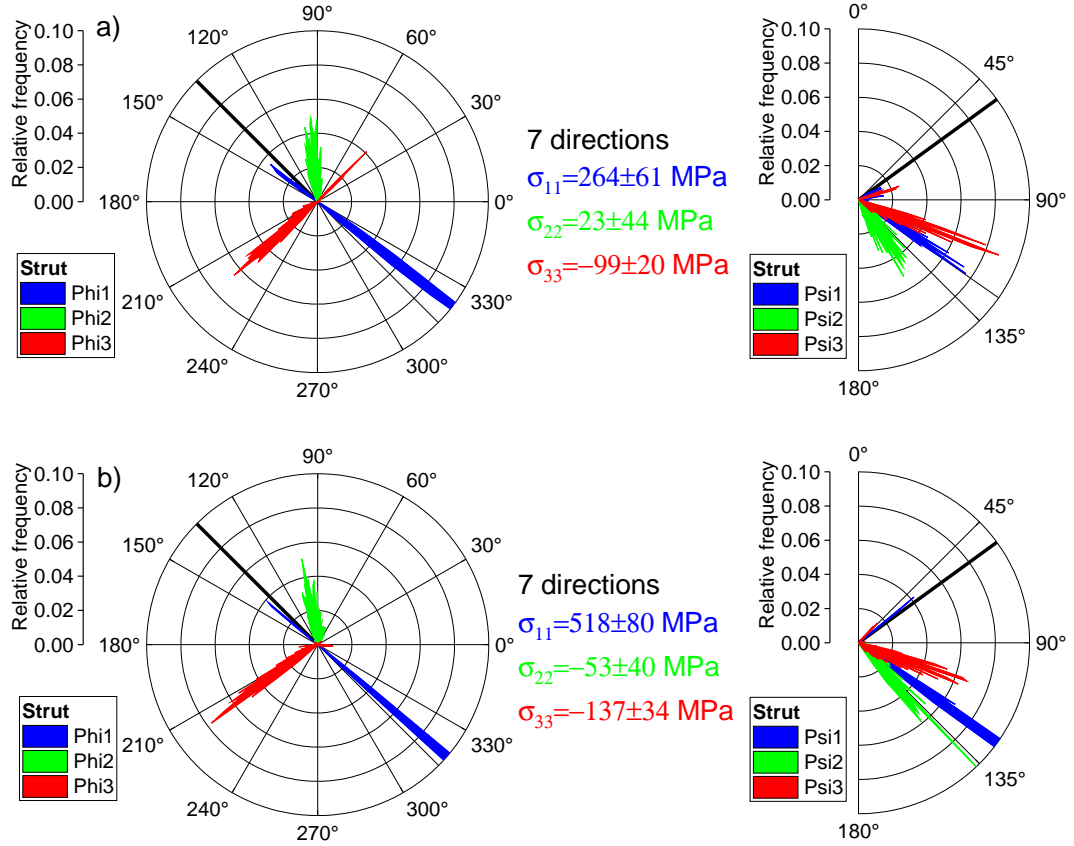 a)
Relative frequency
0.10
0.08
0.06
0.04
0.02
0.00
90°
120°
60°
150°
30°
180°
0°
210°
330°
240°
300°
270°
Strut
Phi1
Phi2
Phi3
7 directions
σ11=264±61 MPa
σ22=23±44 MPa
σ33=−99±20 MPa
Relative frequency
0.10
0.08
0.06
0.04
0.02
0.00
0°
45°
90°
135°
180°
Strut
Psi1
Psi2
Psi3
b)
Relative frequency
0.10
0.08
0.06
0.04
0.02
0.00
90°
120°
60°
150°
30°
180°
0°
210°
330°
240°
300°
270°
Strut
Phi1
Phi2
Phi3
7 directions
σ11=518±80 MPa
σ22=−53±40 MPa
σ33=−137±34 MPa
Relative frequency
0.10
0.08
0.06
0.04
0.02
0.00
0°
45°
90°
135°
180°
Strut
Psi1
Psi2
Psi3